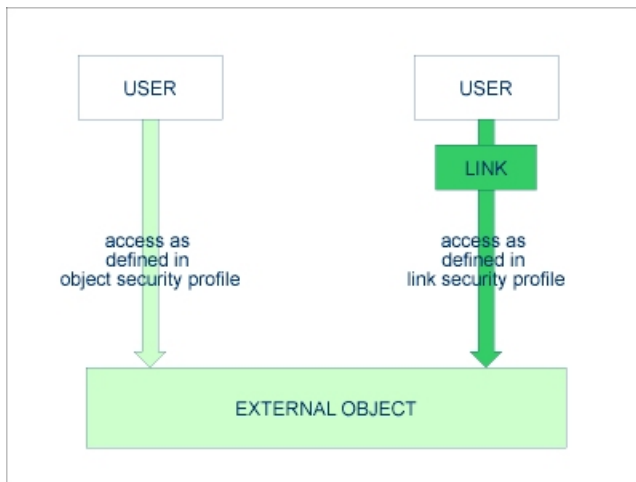 USER
USER
LINK
access as
defined in
object security profile
access as
defined in
link security profile
EXTERNAL OBJECT